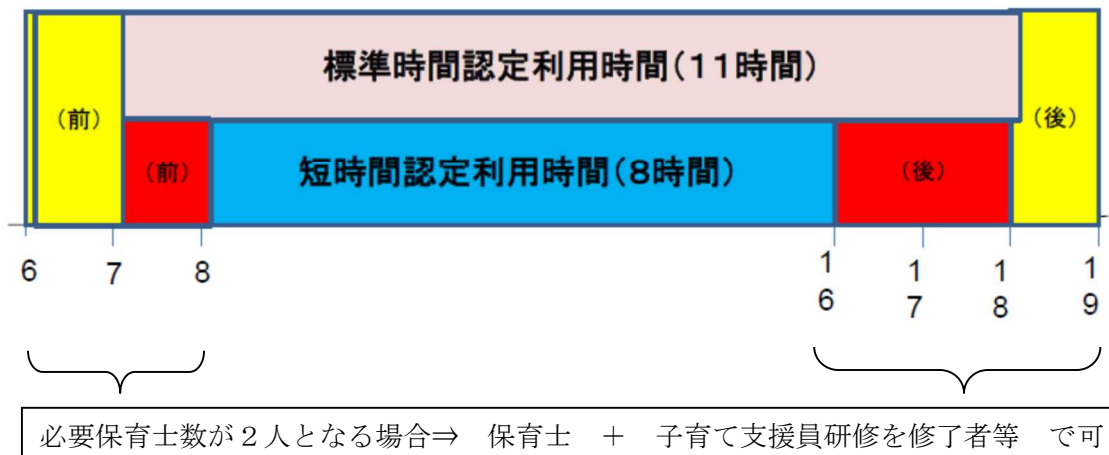 標準時間認定利用時間(11時間)
(前)
(後)
(前)
短時間認定利用時間(8時間)
(後)
6 7 8 16 17 18 19
必要保育士数が２人となる場合⇒　保育士　＋　子育て支援員研修を修了者等　で可